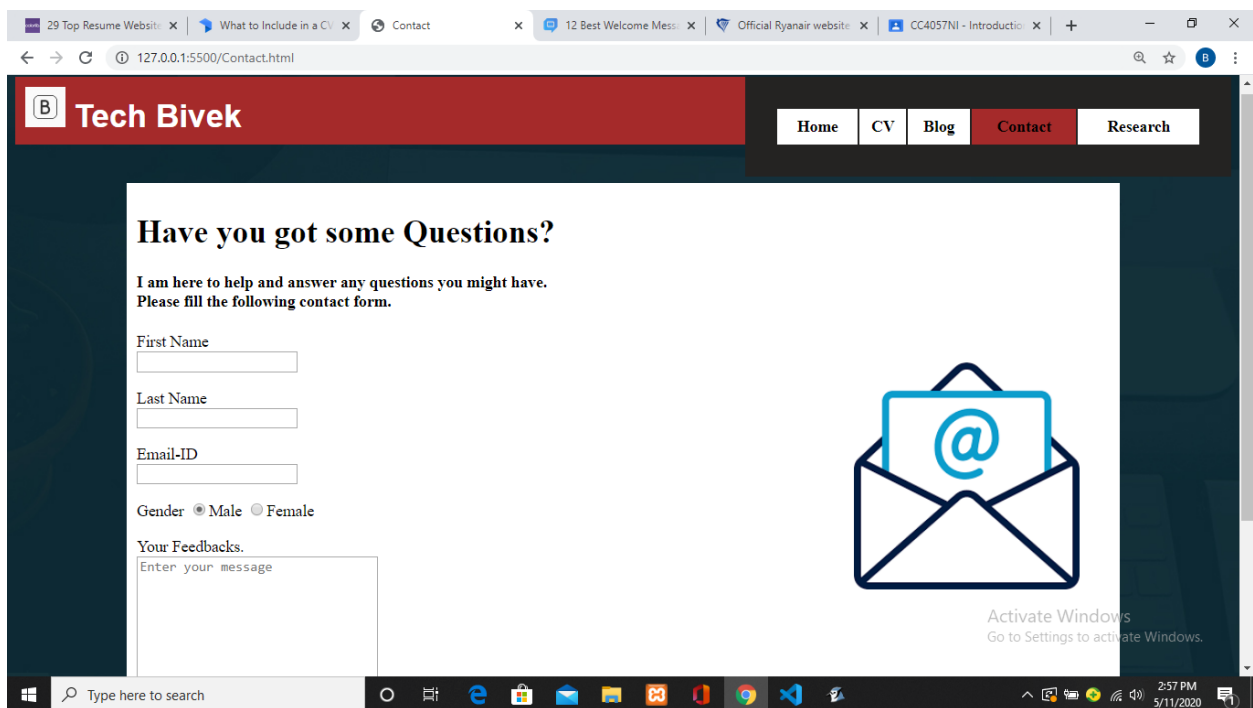 29 Top Resume Website
What to Include in a CV
Contact
12 Best Welcome Mess
Official Ryanair website
CC4057NI - Introductio
127.0.0.1:5500/Contact.html
B
B
Tech Bivek
Home
CV
Blog
Contact
Research
Have you got some Questions?
I am here to help and answer any questions you might have.
Please fill the following contact form.
First Name
Last Name
Email-ID
Gender Male Female
Your Feedbacks.
Enter your message
@
Activate Windows
Go to Settings to activate Windows.
Type here to search
2:57 PM
5/11/2020
1